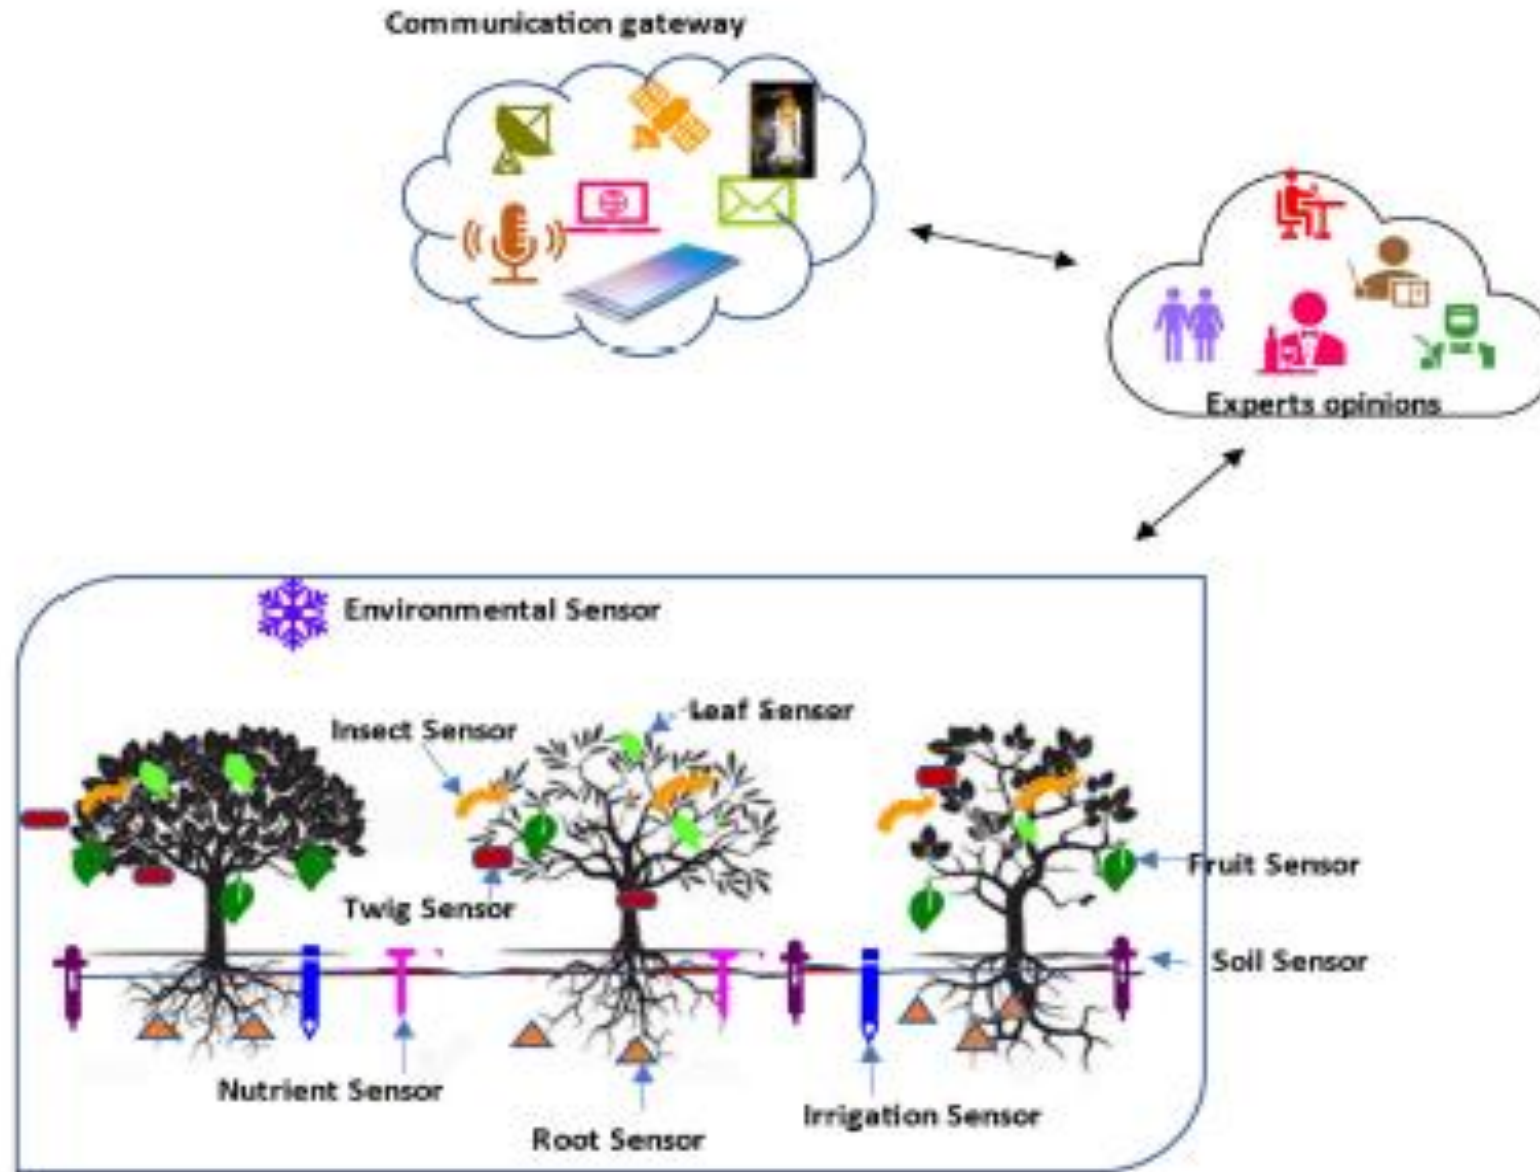 Communication gateway
Experts opinions
Environmental Sensor
Leaf Sensor
Insect Sensor
Fruit Sensor
Twig Sensor
Soil Sensor
Nutrient Sensor
Irrigation Sensor
Root Sensor